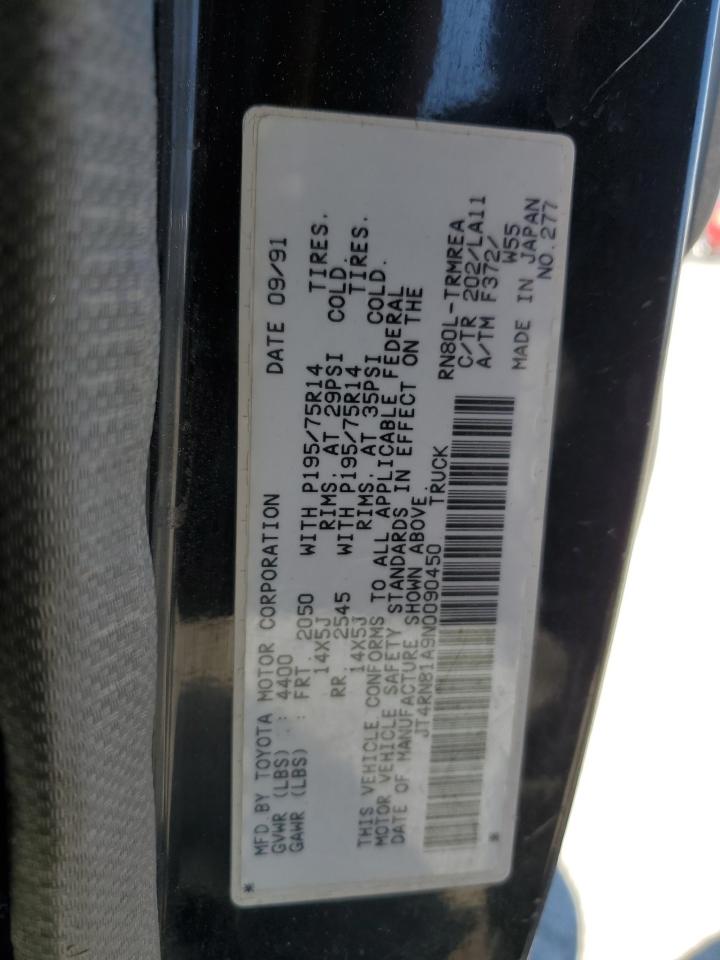 MFD. BY TOYOTA MOTOR CORPORATION DATE 09/91
GVWR (LBS) : 4400
GAWR (LBS) : FRT. 2050 WITH P195/75R14 TIRES.
14X5J RIMS. AT 29PSI COLD.
RR. 2545 WITH P195/75R14 TIRES.
14X5J RIMS. AT 35PSI COLD.
THIS VEHICLE CONFORMS TO ALL APPLICABLE FEDERAL
MOTOR VEHICLE SAFETY STANDARDS IN EFFECT ON THE
DATE OF MANUFACTURE SHOWN ABOVE.
JT4RN81A9N0090450 TRUCK
RN80L-TRMREA
C/TR 202/LA11
A/TM F372/
W55
MADE IN JAPAN
NO.277